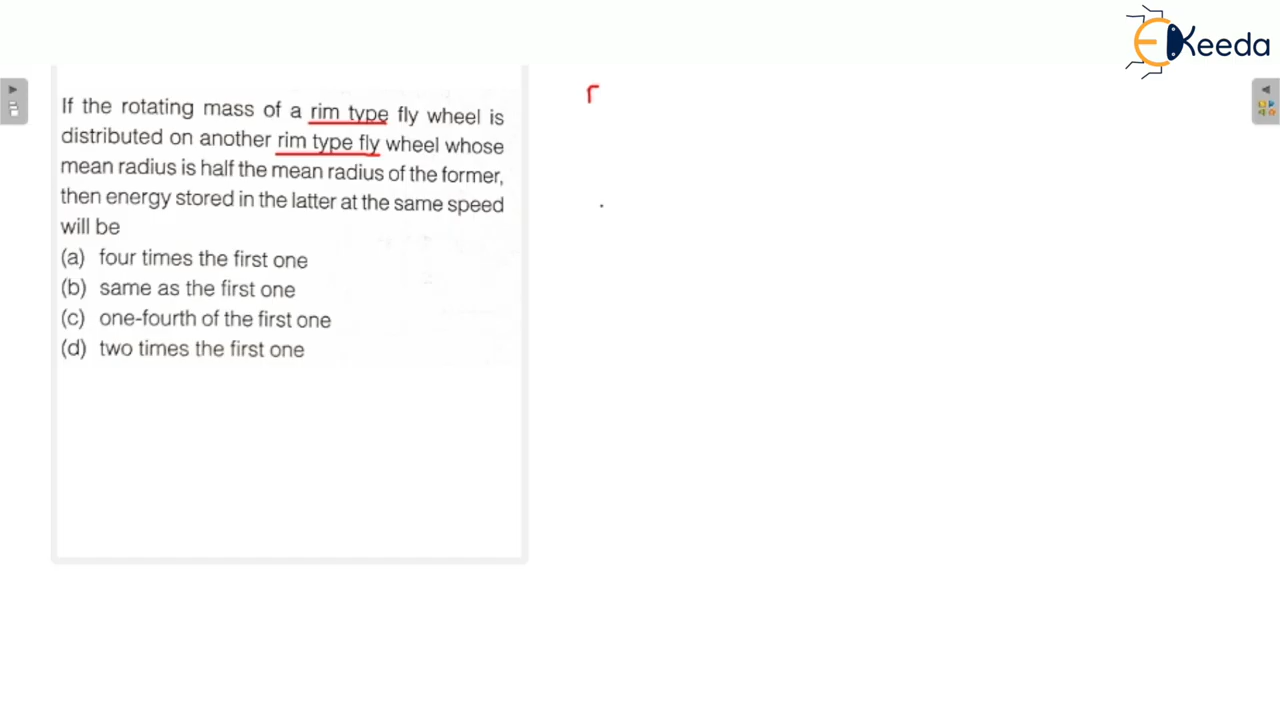 EKeeda
r
If the rotating mass of a rim type fly wheel is
distributed on another rim type fly wheel whose
mean radius is half the mean radius of the former,
then energy stored in the latter at the same speed
will be
(a) four times the first one
(b) same as the first one
(c) one-fourth of the first one
(d) two times the first one